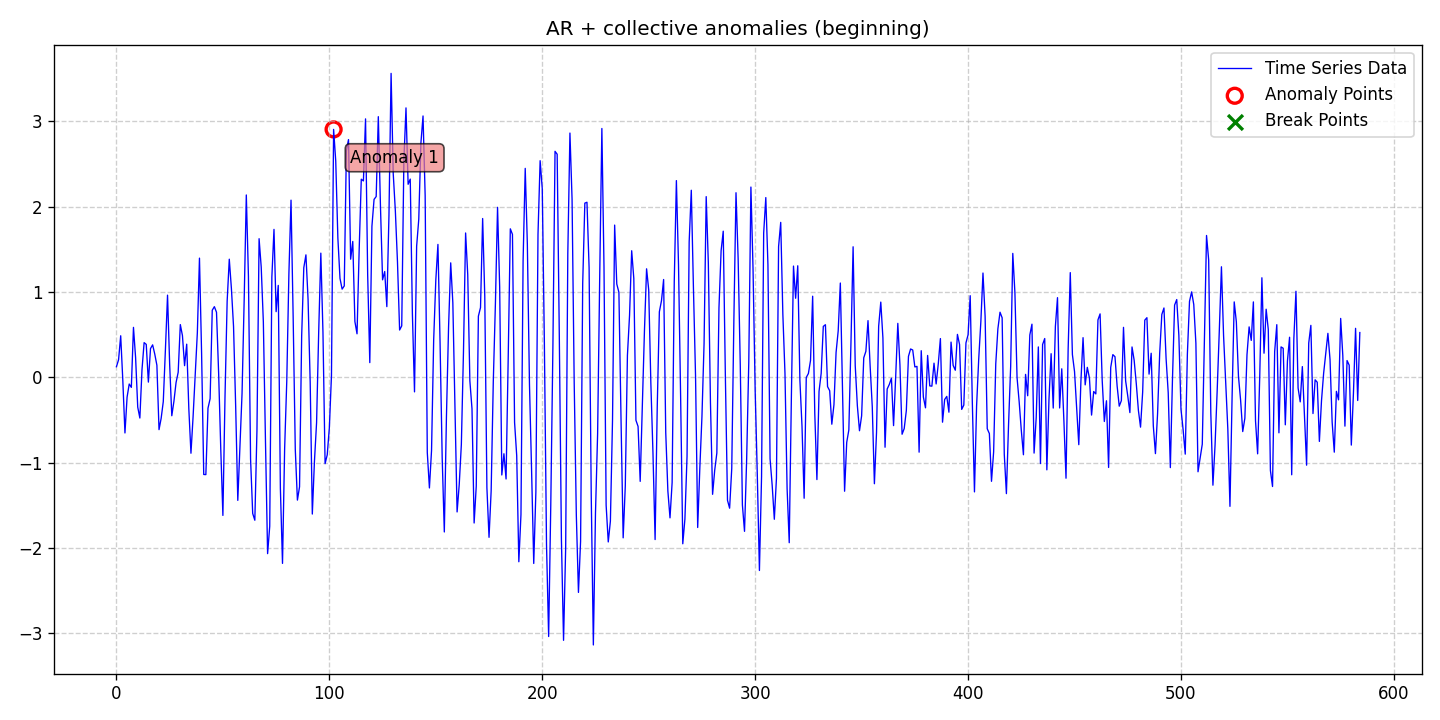 AR + collective anomalies (beginning)
Time Series Data
Anomaly Points
Break Points
Anomaly 1
3
2
1
0
−1
−2
−3
0 100 200 300 400 500 600